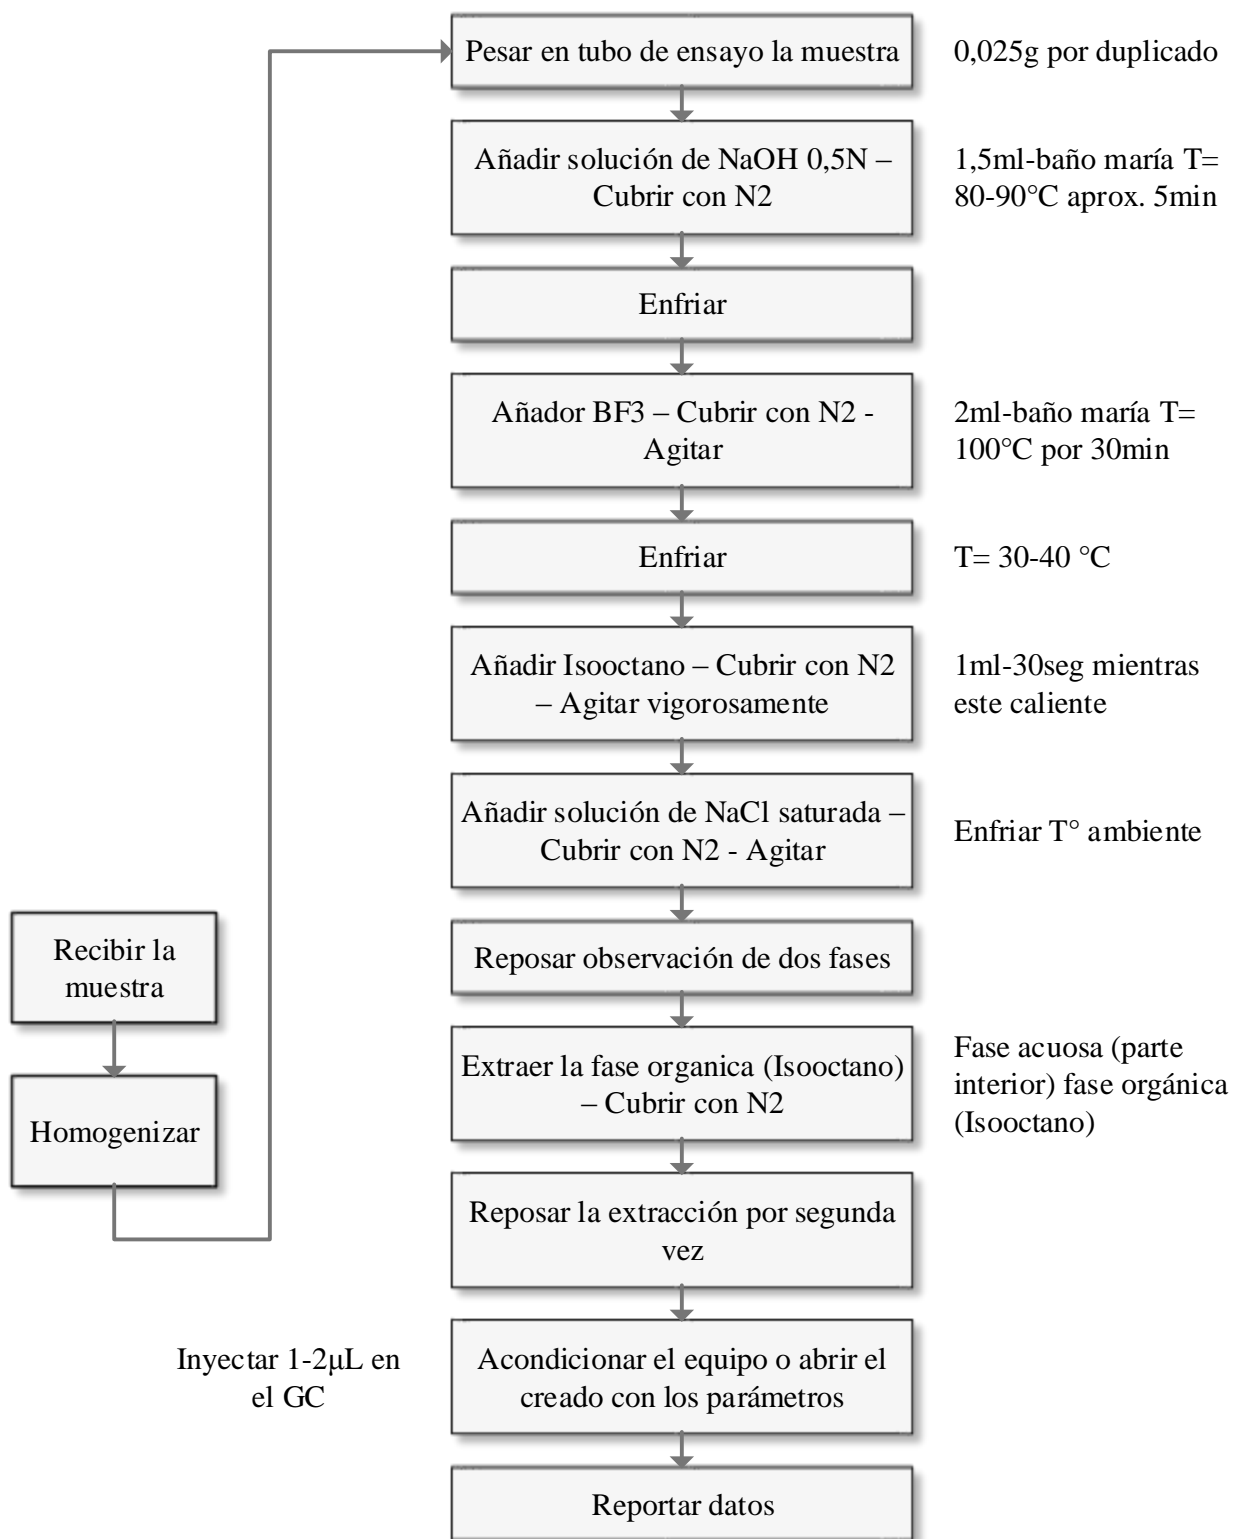 Pesar en tubo de ensayo la muestra
0,025g por duplicado
Añadir solución de NaOH 0,5N –
Cubrir con N2
1,5ml-baño maría T=
80-90°C aprox. 5min
Enfriar
Añador BF3 – Cubrir con N2 -
Agitar
2ml-baño maría T=
100°C por 30min
Enfriar
T= 30-40 °C
Añadir Isooctano – Cubrir con N2
– Agitar vigorosamente
1ml-30seg mientras
este caliente
Añadir solución de NaCl saturada –
Cubrir con N2 - Agitar
Enfriar T° ambiente
Recibir la
muestra
Reposar observación de dos fases
Homogenizar
Extraer la fase organica (Isooctano)
– Cubrir con N2
Fase acuosa (parte
interior) fase orgánica
(Isooctano)
Reposar la extracción por segunda
vez
Inyectar 1-2μL en
el GC
Acondicionar el equipo o abrir el
creado con los parámetros
Reportar datos